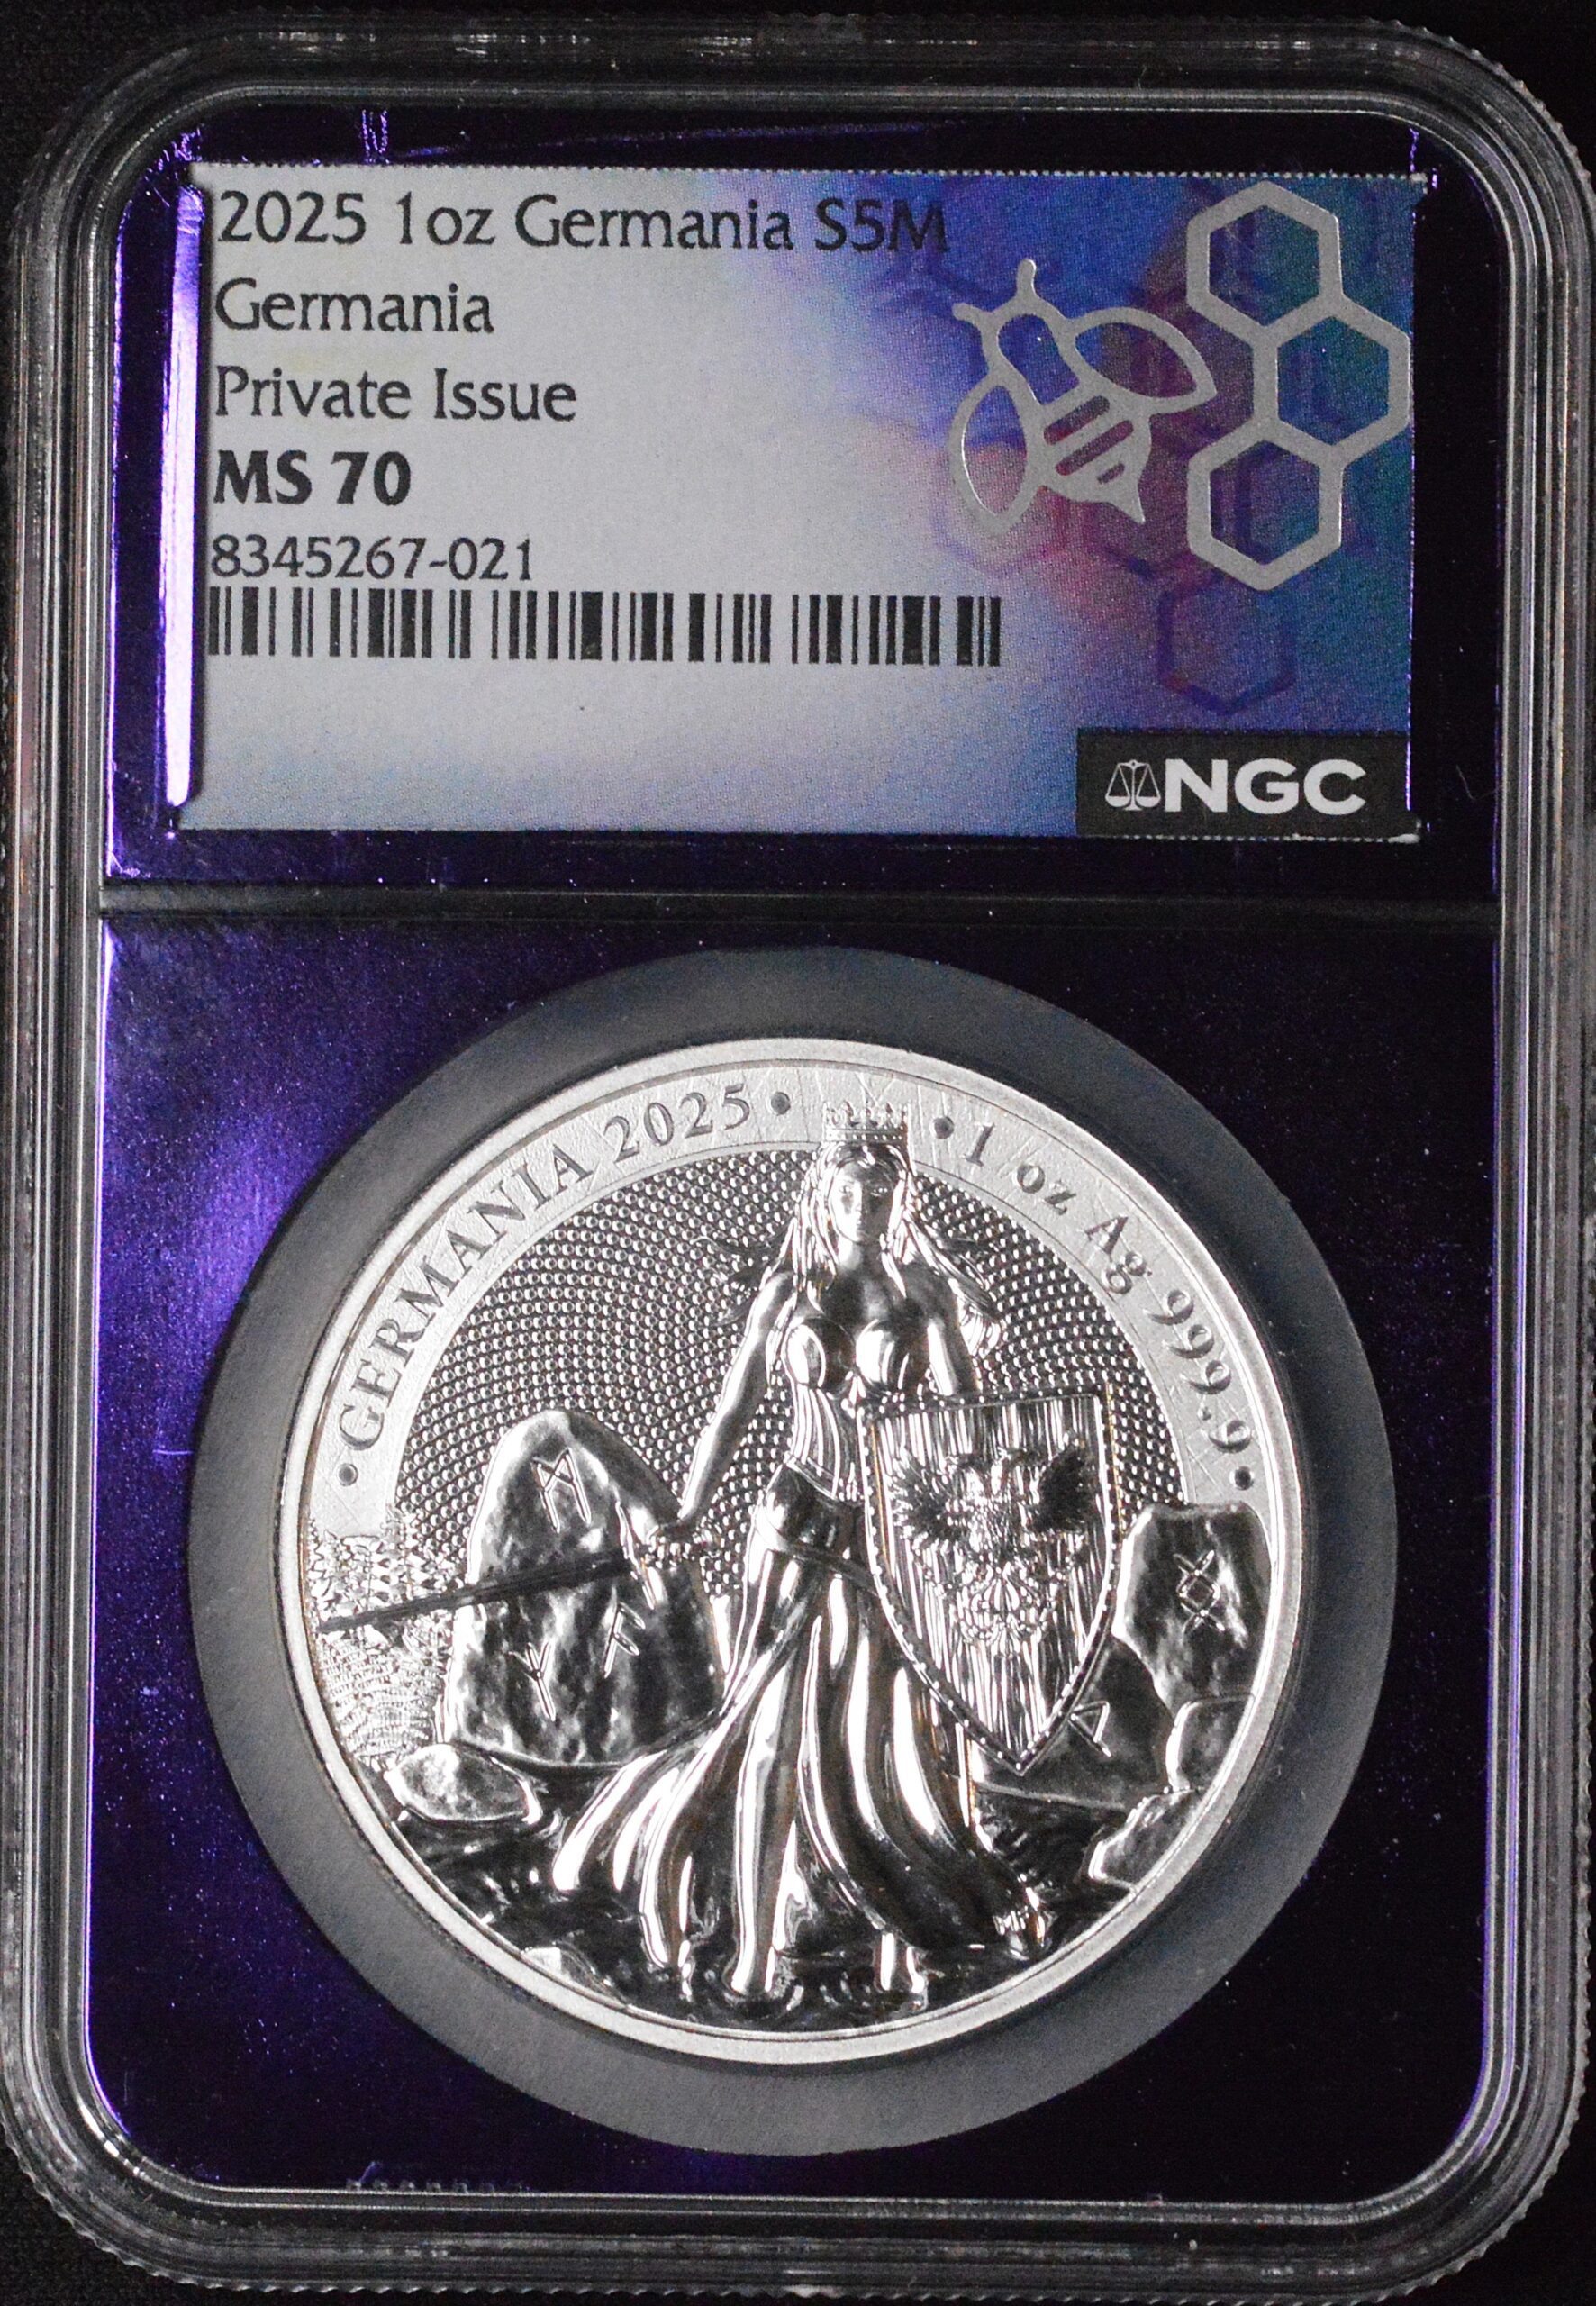 2025 1oz Germania S5M
Germania
Private Issue
MS 70
8345267-021
NGC
• GERMANIA 2025 •
• 1 oz Ag 999.9 •